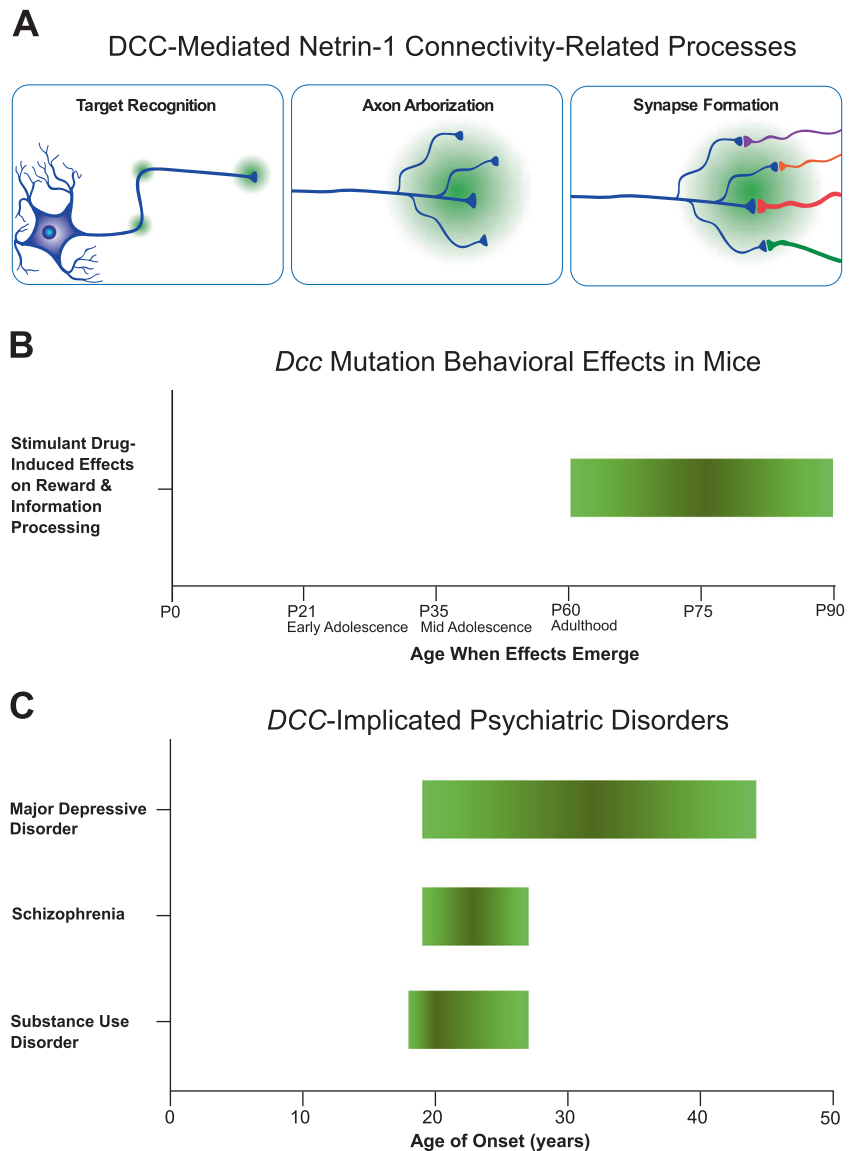 A
DCC-Mediated Netrin-1 Connectivity-Related Processes
Target Recognition
Axon Arborization
Synapse Formation
B
Dcc Mutation Behavioral Effects in Mice
Stimulant Drug-
Induced Effects
on Reward &
Information
Processing
P0
P21
P35
P60
P75
P90
Early Adolescence
Mid Adolescence
Adulthood
Age When Effects Emerge
C
DCC-Implicated Psychiatric Disorders
Major Depressive
Disorder
Schizophrenia
Substance Use
Disorder
0
10
20
30
40
50
Age of Onset (years)